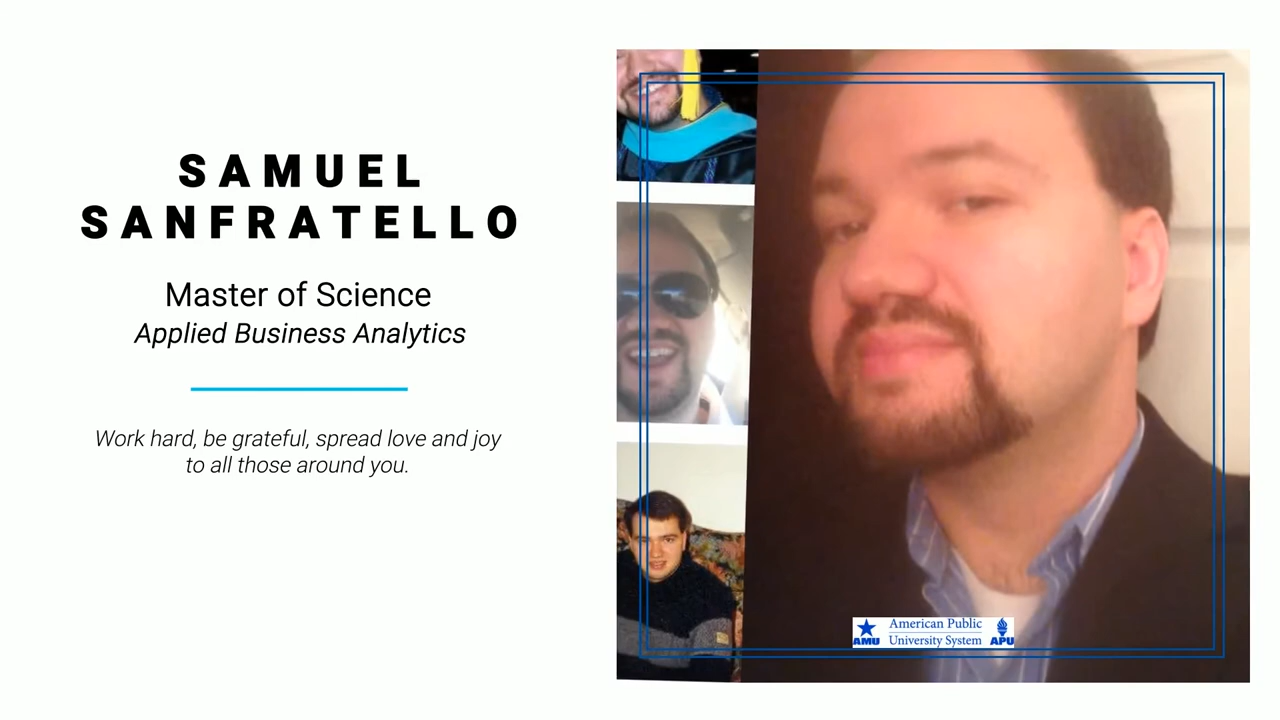 SAMUEL
SANFRATELLO
Master of Science
Applied Business Analytics
Work hard, be grateful, spread love and joy
to all those around you.
American Public
University System
AMU
APU